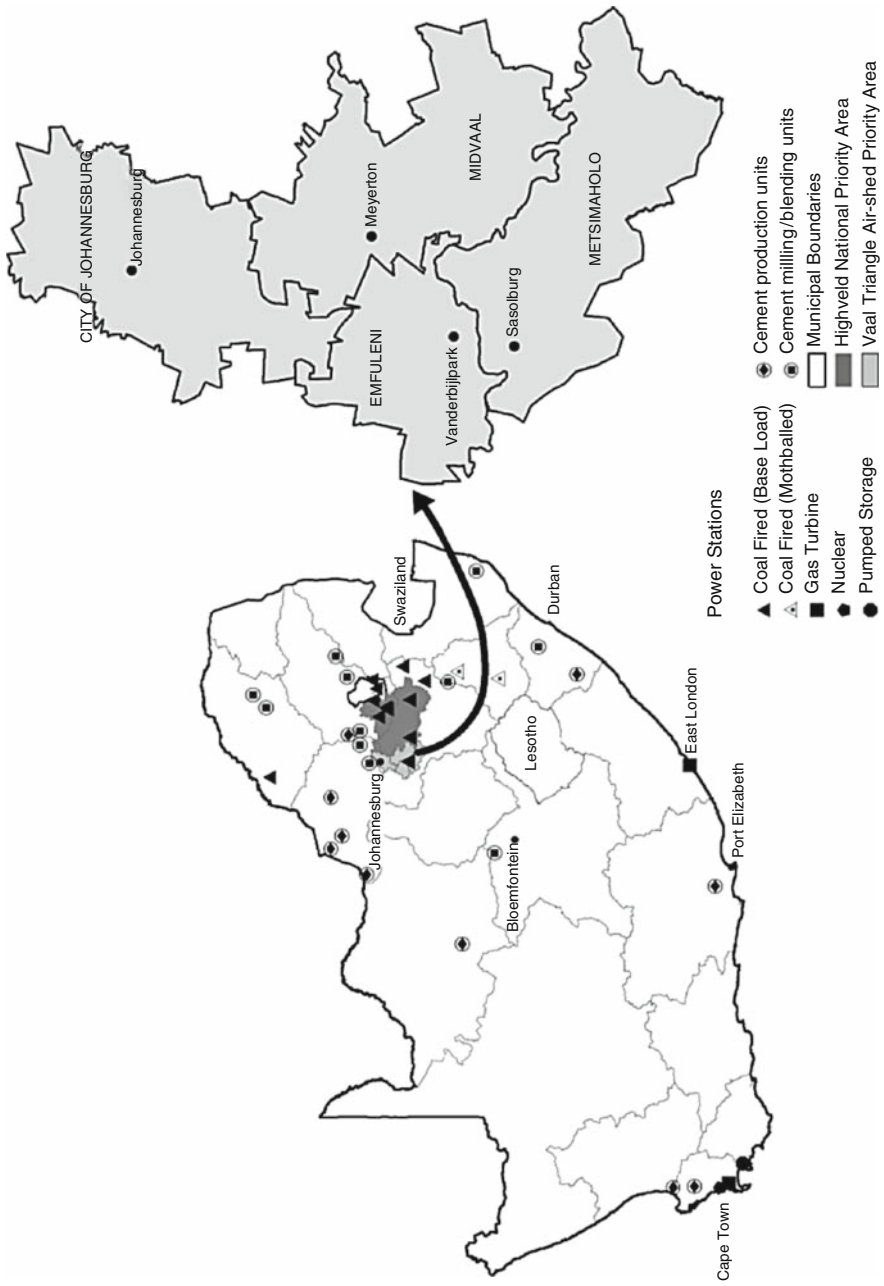 CITY OF JOHANNESBURG
Johannesburg
Meyerton
MIDVAAL
EMFULENI
Vanderbijlpark
Sasolburg
METSIMAHOLO
Swaziland
Johannesburg
Durban
Lesotho
Bloemfontein
East London
Port Elizabeth
Cape Town
Power Stations
Coal Fired (Base Load)
Coal Fired (Mothballed)
Gas Turbine
Nuclear
Pumped Storage
Cement production units
Cement millling/blending units
Municipal Boundaries
Highveld National Priority Area
Vaal Triangle Air-shed Priority Area